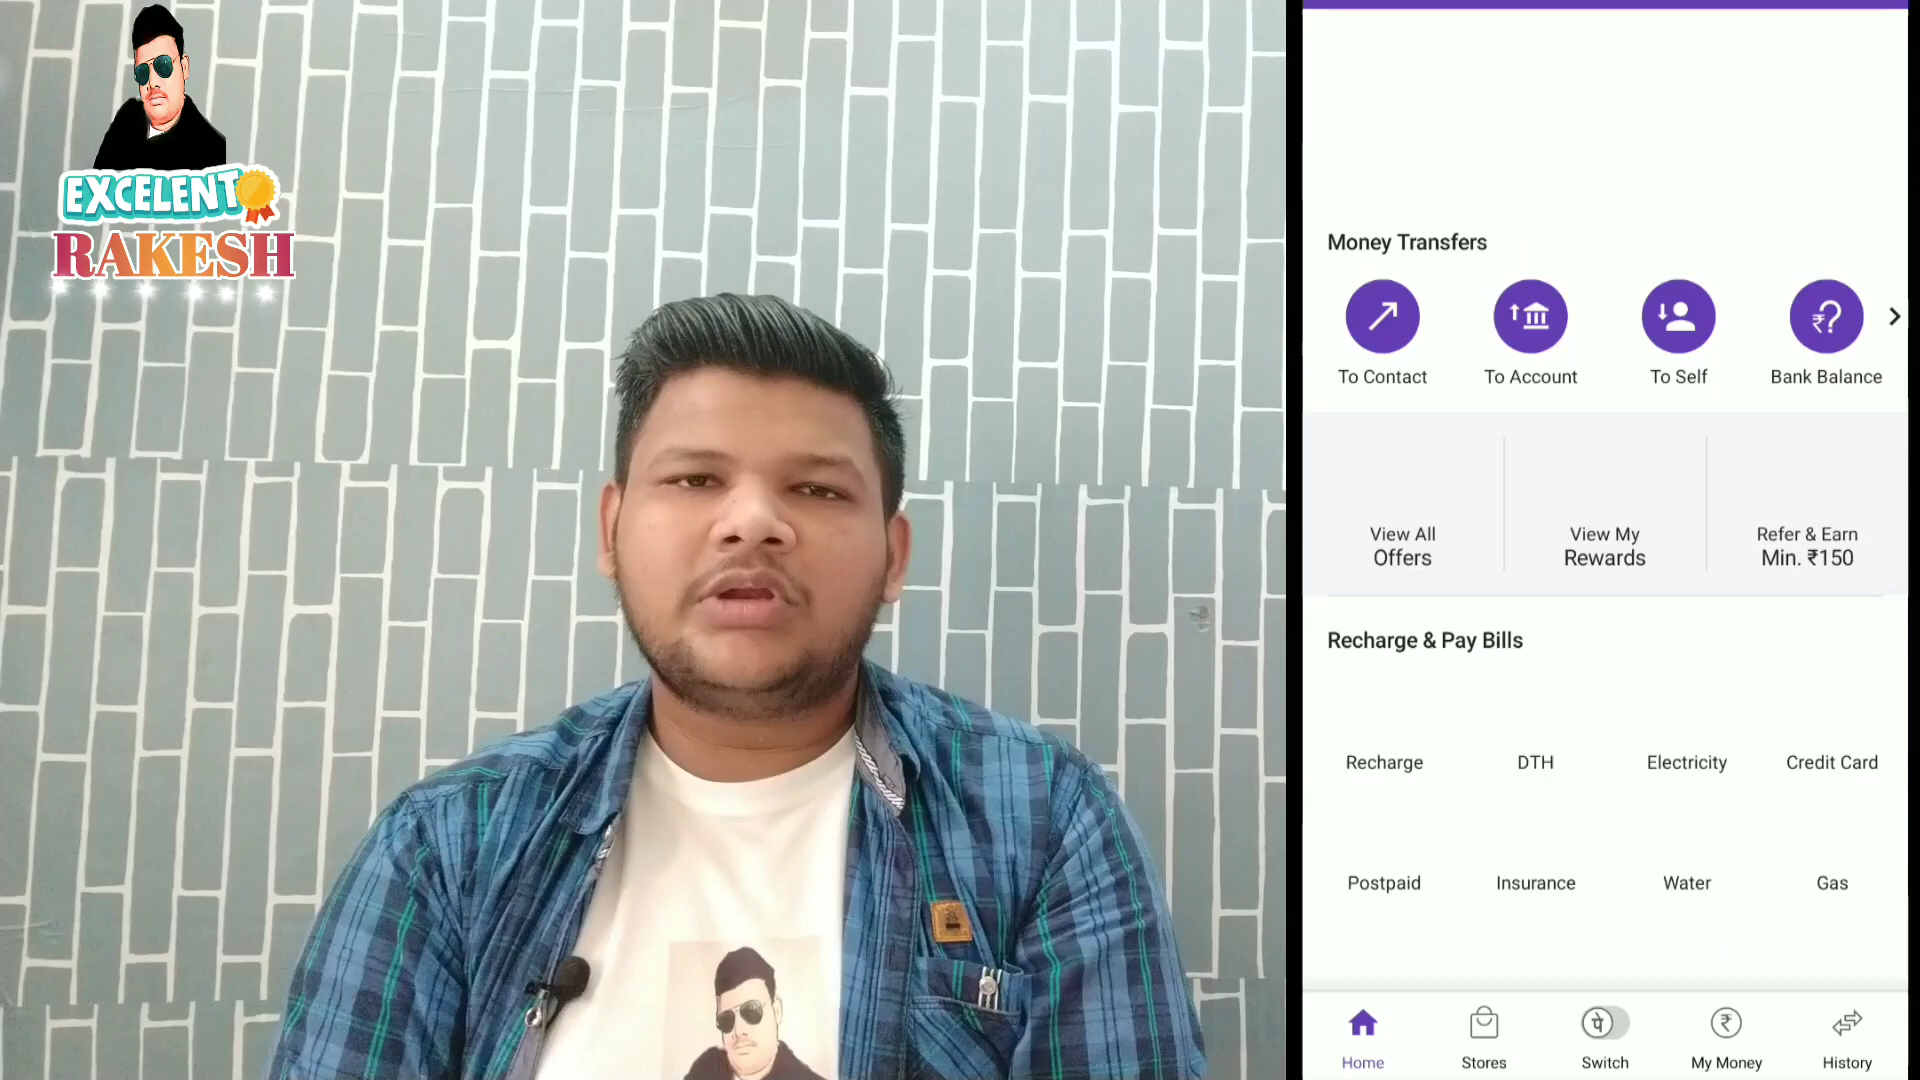 EXCELENT
RAKESH
Money Transfers
To Contact
To Account
To Self
Bank Balance
View All
Offers
View My
Rewards
Refer & Earn
Min. ₹150
Recharge & Pay Bills
Recharge
DTH
Electricity
Credit Card
Postpaid
Insurance
Water
Gas
पे
Home
Stores
Switch
My Money
History